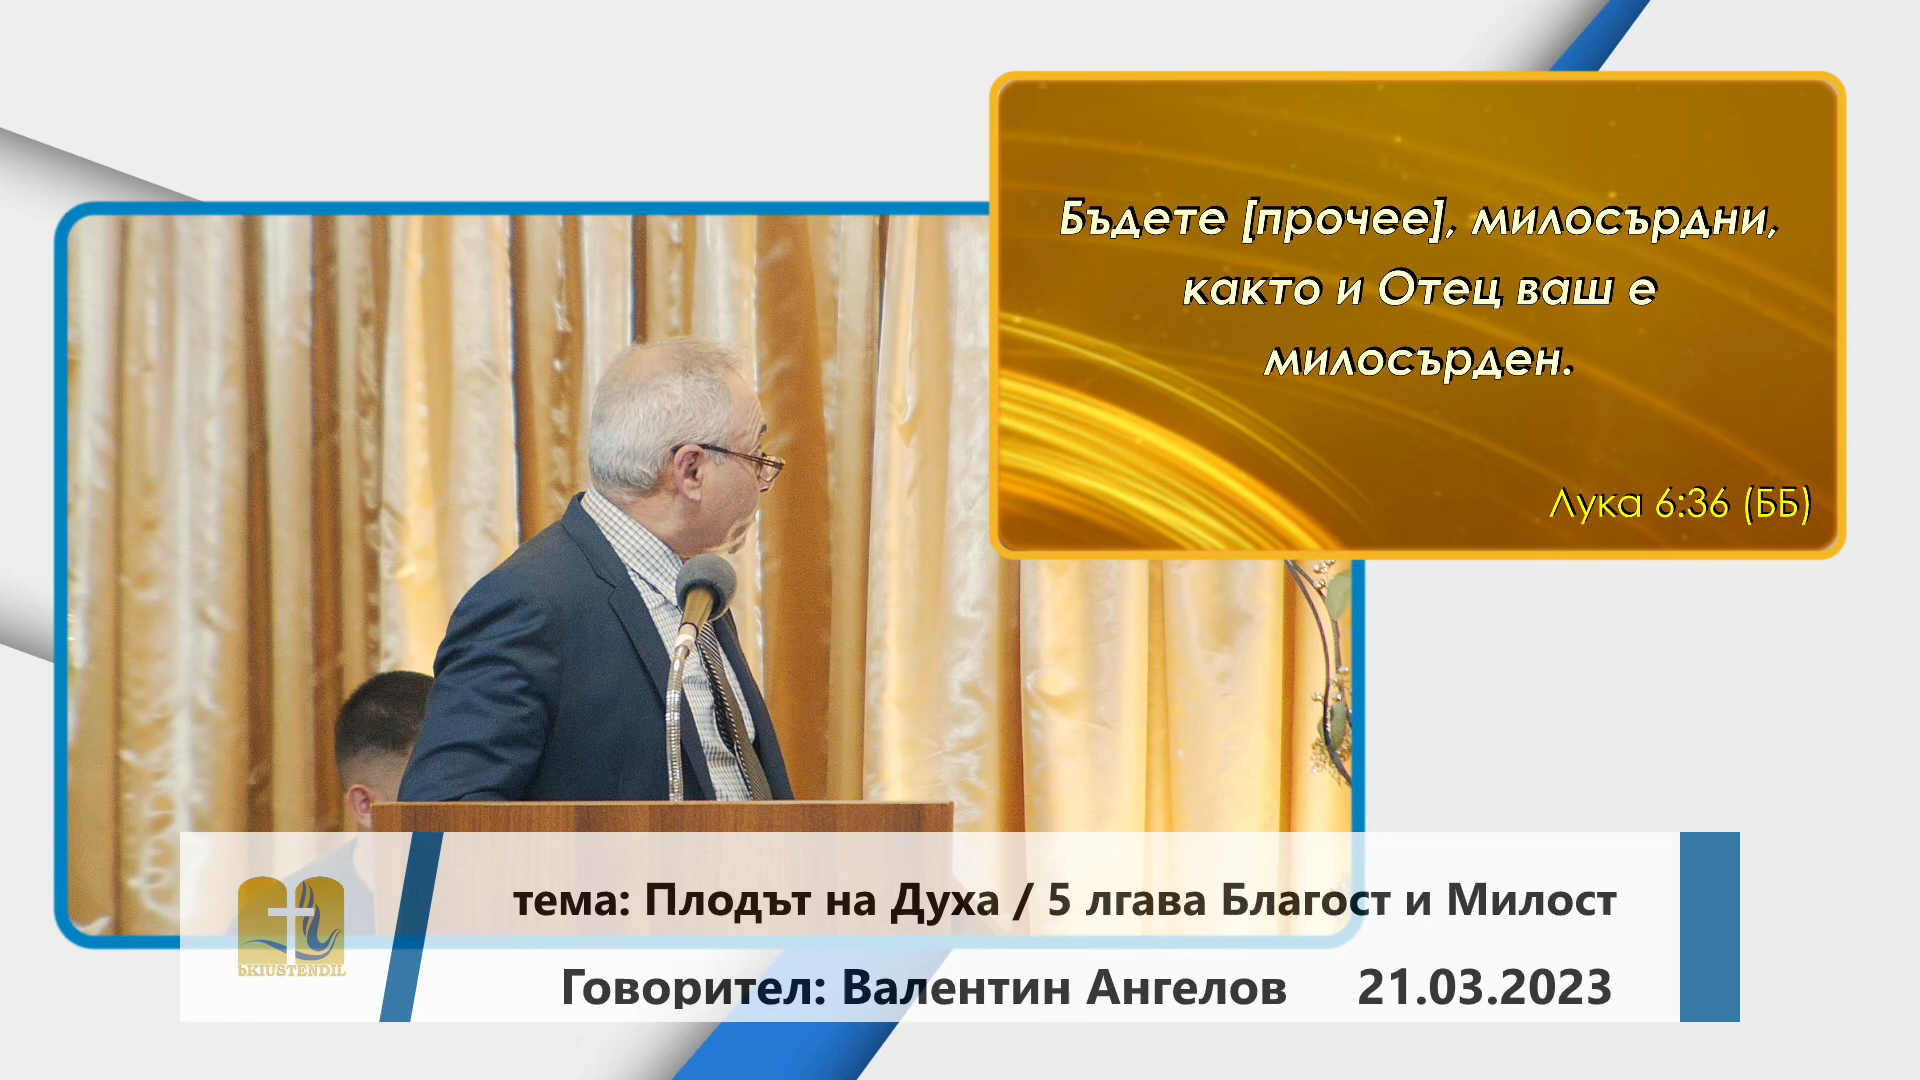 Бъдете [прочее], милосърдни,
както и Отец ваш е
милосърден.
Лука 6:36 (ББ)
тема: Плодът на Духа / 5 лгава Благост и Милост
Говорител: Валентин Ангелов 21.03.2023
bKIUSTENDIL